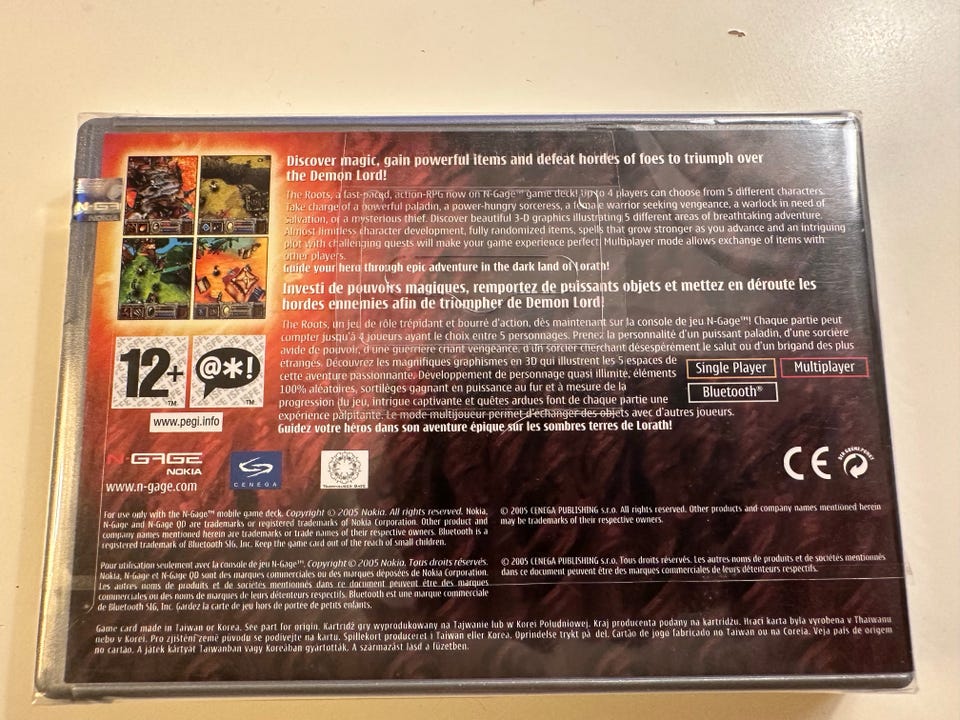 Discover magic, gain powerful items and defeat hordes of foes to triumph over
the Demon Lord!
The Roots, a fast-paced, action-RPG now on N-Gage™ game deck! Up to 4 players can choose from 5 different characters.
Take charge of a powerful paladin, a power-hungry sorceress, a female warrior seeking vengeance, a warlock in need of
salvation, or a mysterious thief. Discover beautiful 3-D graphics illustrating 5 different areas of breathtaking adventure.
Almost limitless character development, fully randomized items, spells that grow stronger as you advance and an intriguing
plot with challenging quests will make your game experience perfect. Multiplayer mode allows exchange of items with
other players.
Guide your hero through epic adventure in the dark land of Lorath!
Investi de pouvoirs magiques, remportez de puissants objets et mettez en déroute les
hordes ennemies afin de triompher de Demon Lord!
The Roots, un jeu de rôle trépidant et bourré d'action, dès maintenant sur la console de jeu N-Gage™! Chaque partie peut
compter jusqu'à 4 joueurs ayant le choix entre 5 personnages. Prenez la personnalité d'un puissant paladin, d'une sorcière
avide de pouvoir, d'une guerrière criant vengeance, d'un sorcier cherchant désespérément le salut ou d'un brigand des plus
étranges. Découvrez les magnifiques graphismes en 3D qui illustrent les 5 espaces de
cette aventure passionnante. Développement de personnage quasi illimité, éléments
100% aléatoires, sortilèges gagnant en puissance au fur et à mesure de la
progression du jeu, intrigue captivante et quêtes ardues font de chaque partie une
expérience palpitante. Le mode multijoueur permet d'échanger des objets avec d'autres joueurs.
Guidez votre héros dans son aventure épique sur les sombres terres de Lorath!
Single Player
Multiplayer
Bluetooth®
12+
@*!
www.pegi.info
N-GAGE
NOKIA
www.n-gage.com
CENEGA
CE
DER GRÜNE PUNKT
For use only with the N-Gage™ mobile game deck. Copyright © 2005 Nokia. All rights reserved. Nokia,
N-Gage and N-Gage QD are trademarks or registered trademarks of Nokia Corporation. Other product and
company names mentioned herein are trademarks or trade names of their respective owners. Bluetooth is a
registered trademark of Bluetooth SIG, Inc. Keep the game card out of the reach of small children.
© 2005 CENEGA PUBLISHING s.r.o. All rights reserved. Other products and company names mentioned herein
may be trademarks of their respective owners.
Pour utilisation seulement avec la console de jeu N-Gage™. Copyright © 2005 Nokia. Tous droits réservés.
Nokia, N-Gage et N-Gage QD sont des marques commerciales ou des marques déposées de Nokia Corporation.
Les autres noms de produits et de sociétés mentionnés dans ce document peuvent être des marques
commerciales ou des noms de marques de leurs détenteurs respectifs. Bluetooth est une marque commerciale
de Bluetooth SIG, Inc. Gardez la carte de jeu hors de portée de petits enfants.
© 2005 CENEGA PUBLISHING s.r.o. Tous droits réservés. Les autres noms de produits et de sociétés mentionnés
dans ce document peuvent être des marques commerciales de leurs détenteurs respectifs.
Game card made in Taiwan or Korea. See part for origin. Kartridż gry wyprodukowany na Tajwanie lub w Korei Południowej. Kraj producenta podany na kartridżu. Hrací karta byla vyrobena v Thaiwanu
nebo v Korei. Pro zjištění země původu se podívejte na kartu. Spillekort produceret i Taiwan eller Korea. Oprindelse trykt på del. Cartão de jogo fabricado no Taiwan ou na Coreia. Veja país de origem
no cartão. A játék kártyát Taiwanban vagy Koreában gyártották. A származást lásd a füzetben.